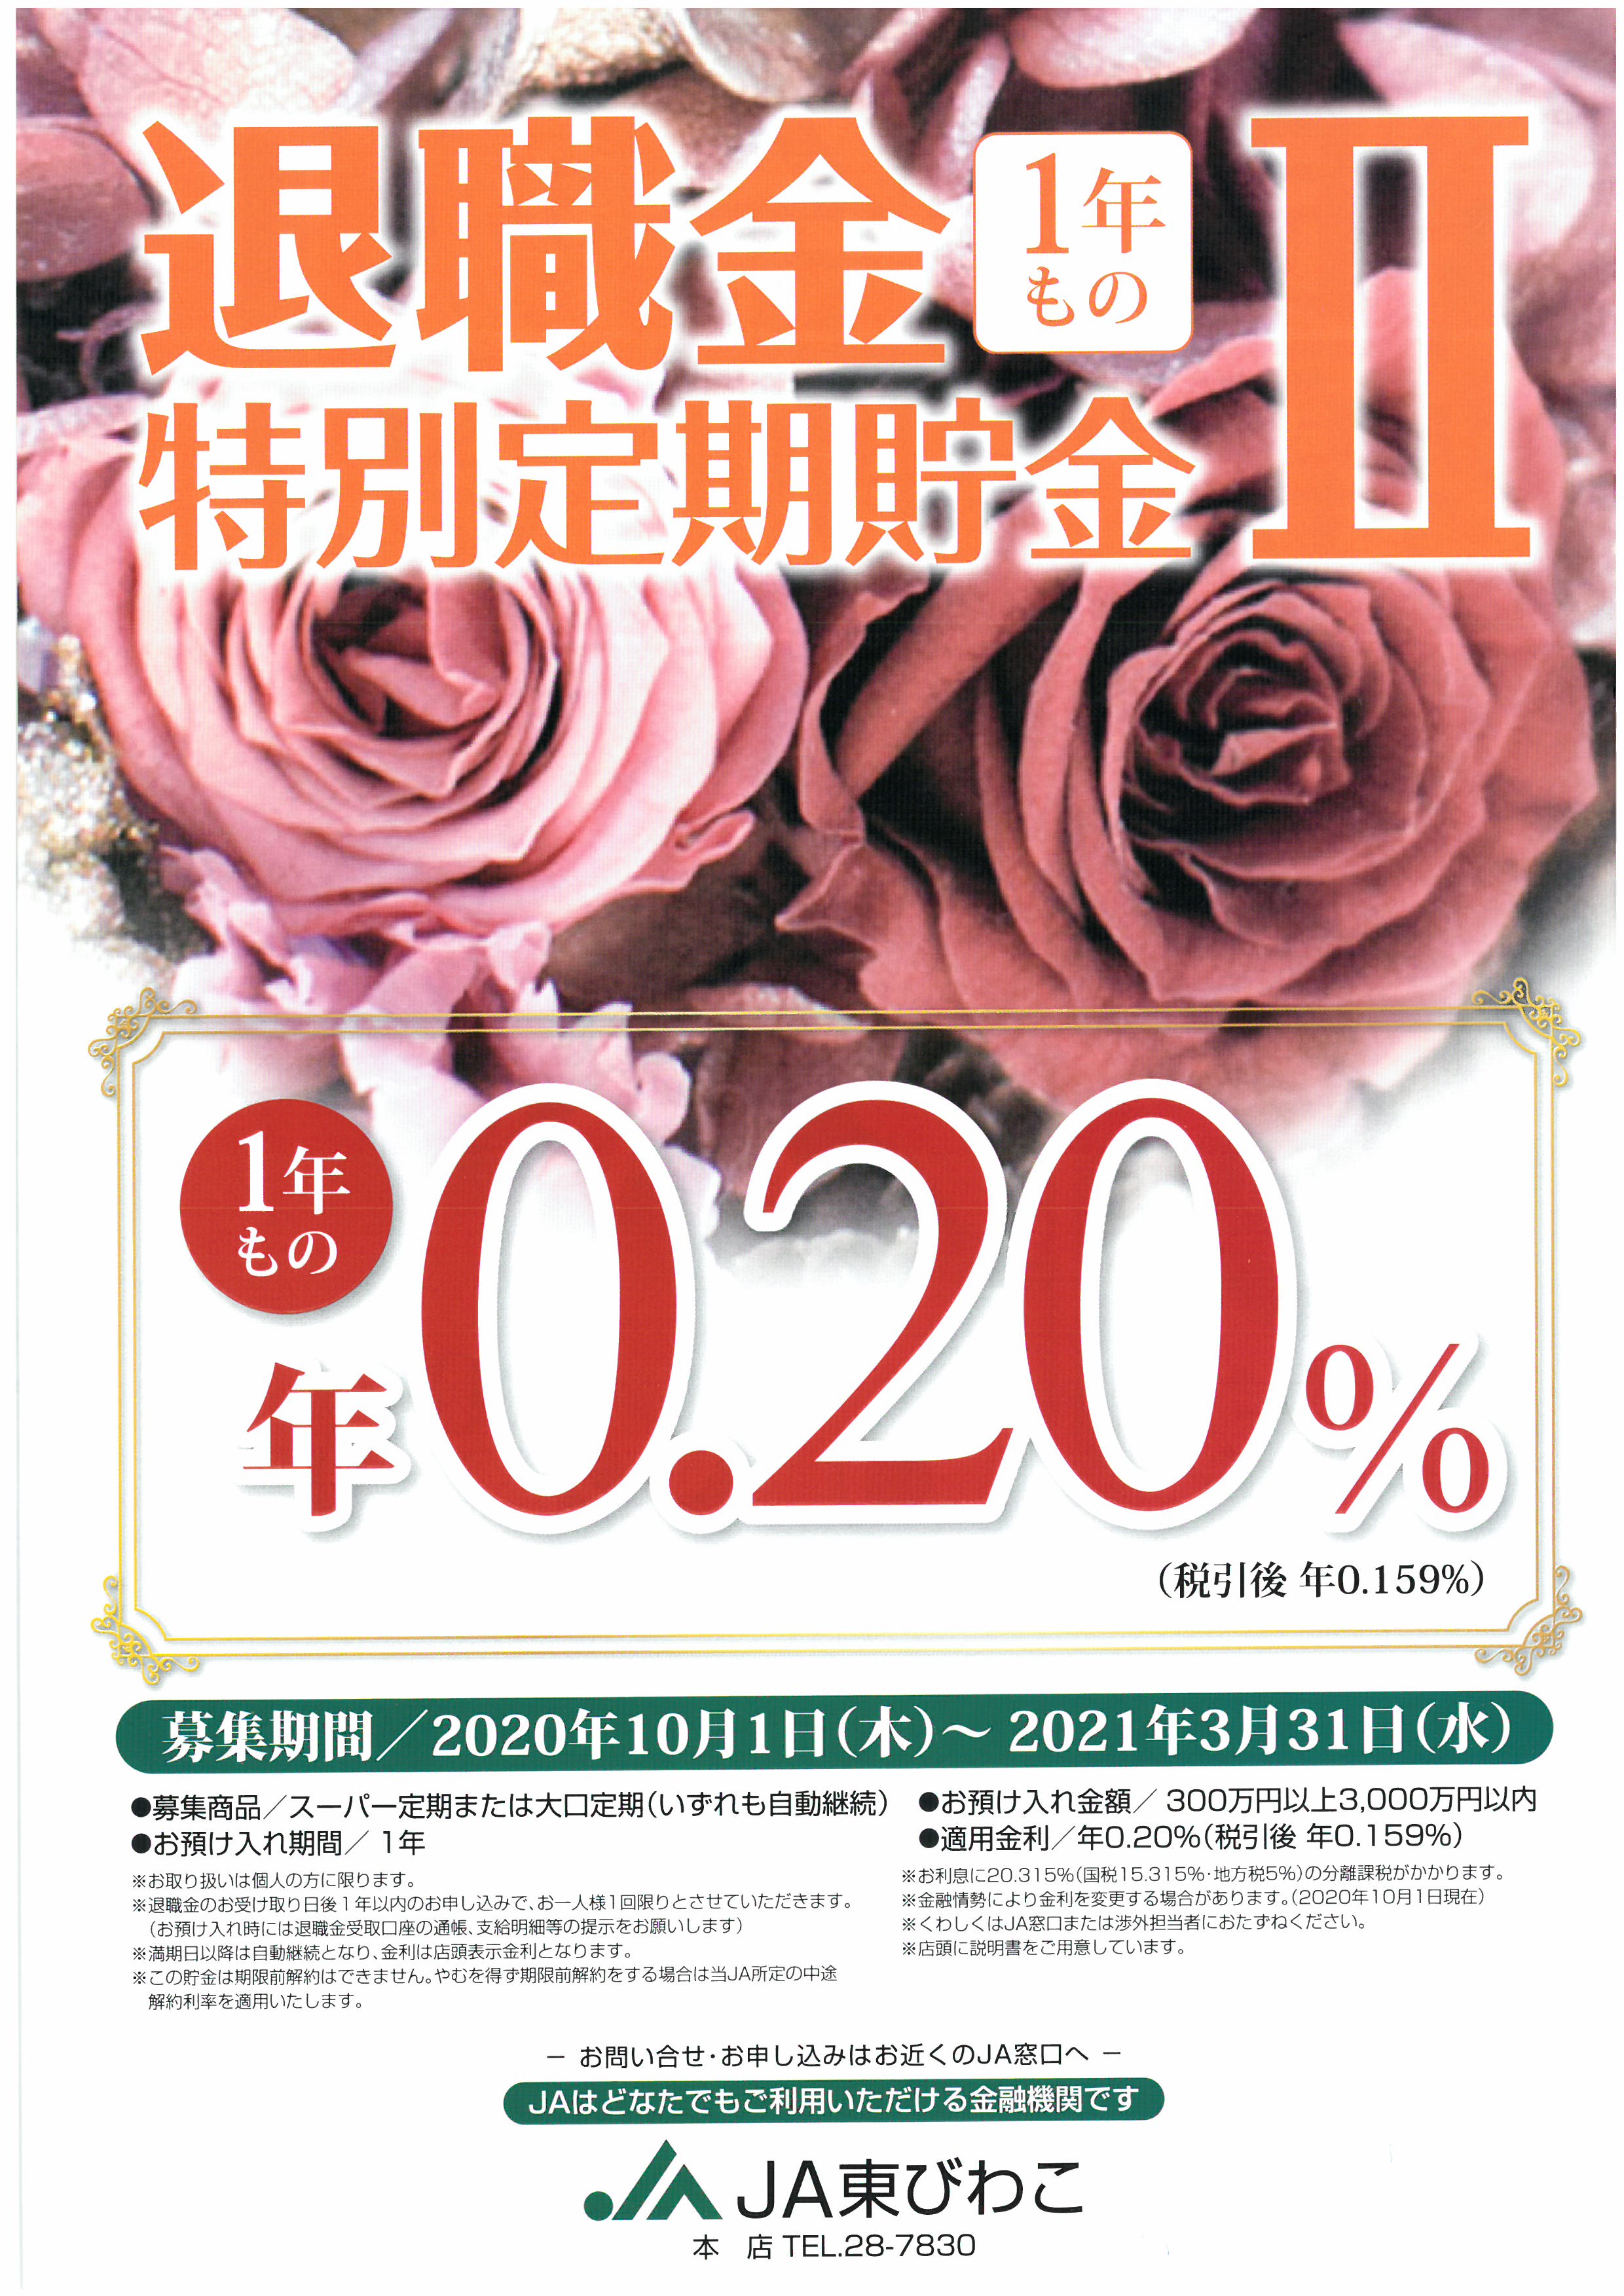 退職金
1年
もの
特別定期貯金
Ⅱ
1年
もの
年0.20%
（税引後 年0.159%）
募集期間／2020年10月1日（木）～2021年3月31日（水）
●募集商品／スーパー定期または大口定期（いずれも自動継続）
●お預け入れ期間／1年
●お預け入れ金額／300万円以上3,000万円以内
●適用金利／年0.20%（税引後 年0.159%）
※お取り扱いは個人の方に限ります。
※退職金のお受け取り日後1年以内のお申し込みで、お一人様1回限りとさせていただきます。
（お預け入れ時には退職金受取口座の通帳、支給明細等の提示をお願いします）
※満期日以降は自動継続となり、金利は店頭表示金利となります。
※この貯金は期限前解約はできません。やむを得ず期限前解約をする場合は当JA所定の中途
解約利率を適用いたします。
※お利息に20.315%（国税15.315%・地方税5%）の分離課税がかかります。
※金融情勢により金利を変更する場合があります。（2020年10月1日現在）
※くわしくはJA窓口または渉外担当者におたずねください。
※店頭に説明書をご用意しています。
－ お問い合せ・お申し込みはお近くのJA窓口へ －
JAはどなたでもご利用いただける金融機関です
JA東びわこ
本　店 TEL.28-7830